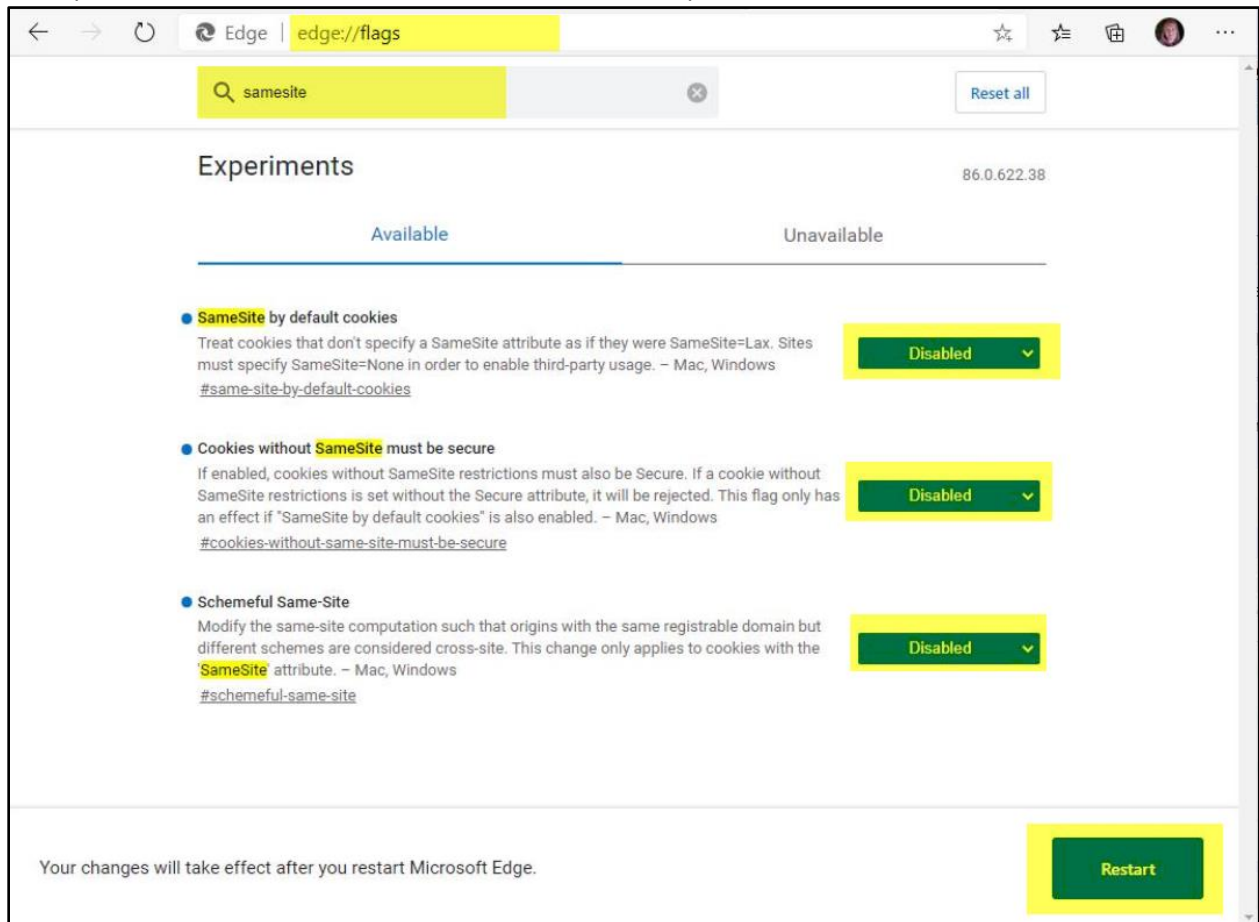 Edge | edge://flags
samesite
Reset all
Experiments
86.0.622.38
Available
Unavailable
SameSite by default cookies
Treat cookies that don't specify a SameSite attribute as if they were SameSite=Lax. Sites
must specify SameSite=None in order to enable third-party usage. – Mac, Windows
#same-site-by-default-cookies
Disabled
Cookies without SameSite must be secure
If enabled, cookies without SameSite restrictions must also be Secure. If a cookie without
SameSite restrictions is set without the Secure attribute, it will be rejected. This flag only has
an effect if "SameSite by default cookies" is also enabled. – Mac, Windows
#cookies-without-same-site-must-be-secure
Disabled
Schemeful Same-Site
Modify the same-site computation such that origins with the same registrable domain but
different schemes are considered cross-site. This change only applies to cookies with the
'SameSite' attribute. – Mac, Windows
#schemeful-same-site
Disabled
Your changes will take effect after you restart Microsoft Edge.
Restart